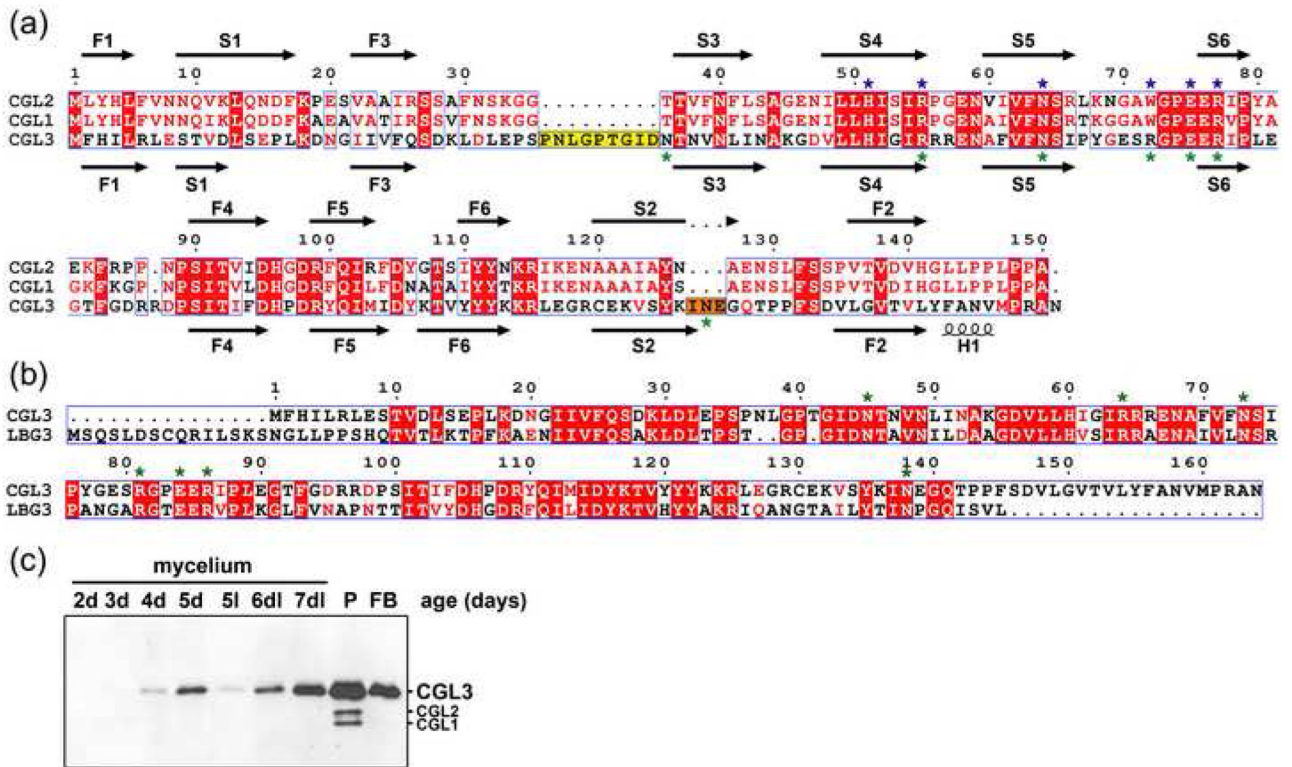 (a)
F1 S1 F3 S3 S4 S5 S6
1 10 20 30 40 50 60 70 80
CGL2 MLYHLFVNNQVKLQNDFKPESVAAIRSSAFNSKGG.........TTVFNFLSAGENILLHISIRPGENVIVFNSRLKNGAWGPEERIPYA
CGL1 MLYHLFVNNQIKLQDDFKAEAVATIRSSVFNSKGG.........TTVFNFLSAGENILLHISIRPGENVIVFNSRTKGGAWGPEERVPYA
CGL3 MFHILRLESTVDLSEPLKDNGIIVFQSDKLDLEPSPNLGPTGIDNTNVNLINAKGDVLLHIGIRRRENAFVFNSIPYGESRGPEERIPLE
F1 S1 F3 S3 S4 S5 S6
F4 F5 F6 S2 ... F2
90 100 110 120 130 140 150
CGL2 EKFRPP.NPSITVIDHGDRFQIRFDYGTSIYYNKRIKENAAAIAYN...AENSLFSSPVTVDVHGLLPPLPPA.
CGL1 GKFKGP.NPSITVLDHGDRFQILFDNATAIYYTKRIKENAAAIAYS...AENSLFSSPVTVDIHGLLPPLPPA.
CGL3 GTFGDRRDPSITIFDHPDRYQIMIDYKTVYYYKKRLEGRCEKVSYKINEGQTPPFSDVLGVTVLYFANVMPRAN
F4 F5 F6 S2 F2 H1
(b)
1 10 20 30 40 50 60 70
CGL3 ...............MFHILRLESTVDLSEPLKDNGIIVFQSDKLDLEPSPNLGPTGIDNTNVNLINAKGDVLLHIGIRRRENAFVFNSI
LBG3 MSQSLDSCQRILSKSNGLLPPSHQTVTLKTPFKAENIIVFQSAKLDLTPST..GP.GIDNTAVNILDAAGDVLLHVSIRRAENAIVLNSR
80 90 100 110 120 130 140 150 160
CGL3 PYGESRGPEERIPLEGTFGDRRDPSITIFDHPDRYQIMIDYKTVYYYKKRLEGRCEKVSYKINEGQTPPFSDVLGVTVLYFANVMPRAN
LBG3 PANGARGTEERVPLKGLFVNAPNTTITVYDHGDRFQILIDYKTVHYYAKRIQANGTAILYTINPGQISVL...................
(c)
mycelium
2d 3d 4d 5d 5l 6dl 7dl P FB age (days)
CGL3
CGL2
CGL1